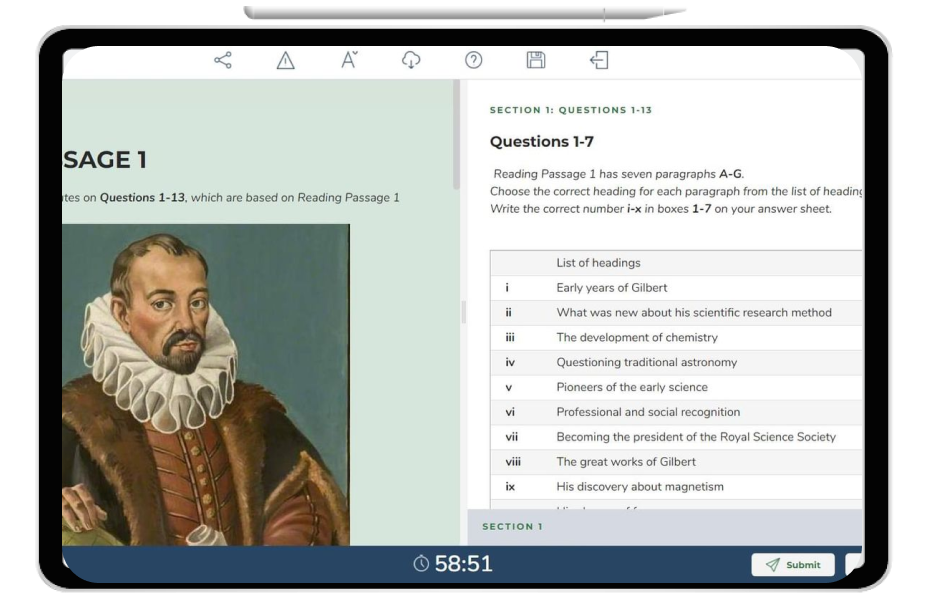 SAGE 1
on Questions 1-13, which are based on Reading Passage 1
SECTION 1: QUESTIONS 1-13
Questions 1-7
Reading Passage 1 has seven paragraphs A-G.
Choose the correct heading for each paragraph from the list of heading
Write the correct number i-x in boxes 1-7 on your answer sheet.
List of headings
i Early years of Gilbert
ii What was new about his scientific research method
iii The development of chemistry
iv Questioning traditional astronomy
v Pioneers of the early science
vi Professional and social recognition
vii Becoming the president of the Royal Science Society
viii The great works of Gilbert
ix His discovery about magnetism
SECTION 1
58:51
Submit